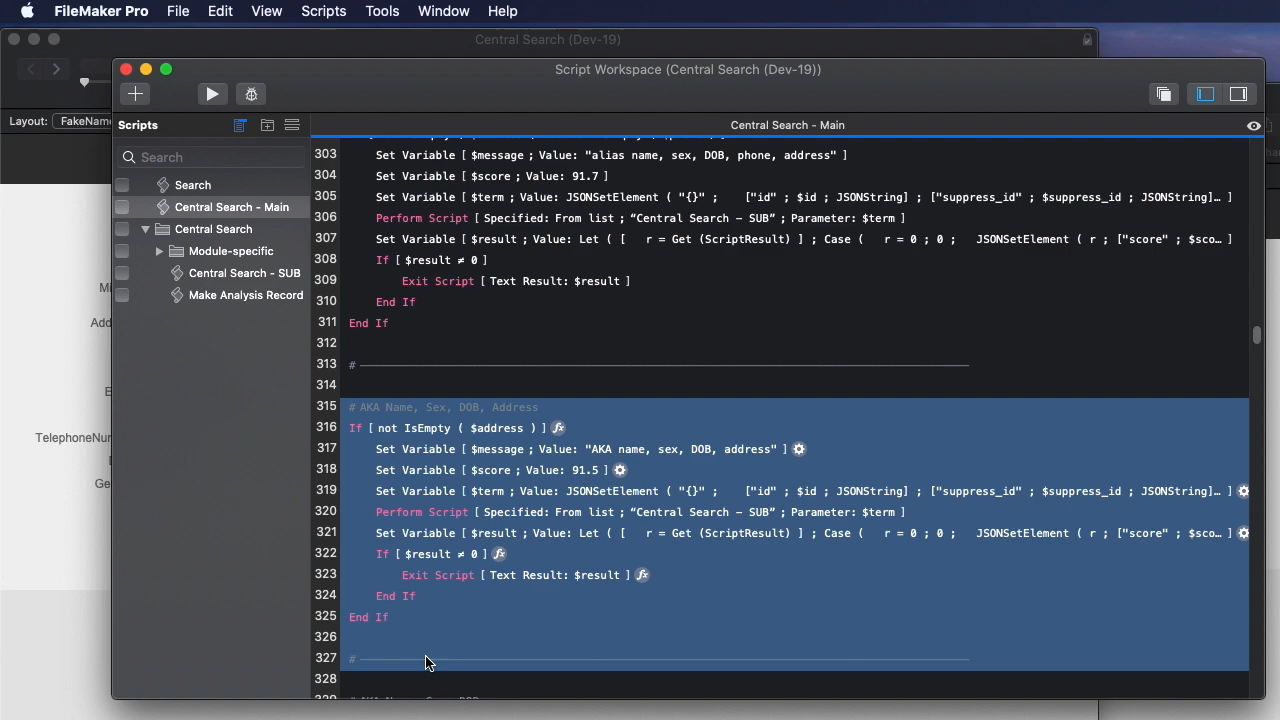 FileMaker Pro File Edit View Scripts Tools Window Help
Central Search (Dev-19)
Script Workspace (Central Search (Dev-19))
Layout: FakeName
Scripts
Central Search - Main
Search
Search
Central Search - Main
Central Search
Module-specific
Central Search - SUB
Make Analysis Record
303 Set Variable [ $message ; Value: "alias name, sex, DOB, phone, address" ]
304 Set Variable [ $score ; Value: 91.7 ]
305 Set Variable [ $term ; Value: JSONSetElement ( "{}" ; ["id" ; $id ; JSONString] ; ["suppress_id" ; $suppress_id ; JSONString]… ]
306 Perform Script [ Specified: From list ; “Central Search – SUB” ; Parameter: $term ]
307 Set Variable [ $result ; Value: Let ( [ r = Get (ScriptResult) ] ; Case ( r = 0 ; 0 ; JSONSetElement ( r ; ["score" ; $sco… ]
308 If [ $result ≠ 0 ]
309 Exit Script [ Text Result: $result ]
310 End If
311 End If
312
313 #
314
315 # AKA Name, Sex, DOB, Address
316 If [ not IsEmpty ( $address ) ]
317 Set Variable [ $message ; Value: "AKA name, sex, DOB, address" ]
318 Set Variable [ $score ; Value: 91.5 ]
319 Set Variable [ $term ; Value: JSONSetElement ( "{}" ; ["id" ; $id ; JSONString] ; ["suppress_id" ; $suppress_id ; JSONString]… ]
320 Perform Script [ Specified: From list ; “Central Search – SUB” ; Parameter: $term ]
321 Set Variable [ $result ; Value: Let ( [ r = Get (ScriptResult) ] ; Case ( r = 0 ; 0 ; JSONSetElement ( r ; ["score" ; $sco… ]
322 If [ $result ≠ 0 ]
323 Exit Script [ Text Result: $result ]
324 End If
325 End If
326
327 #
328
Mi
Add
E
TelephoneNur
Ge